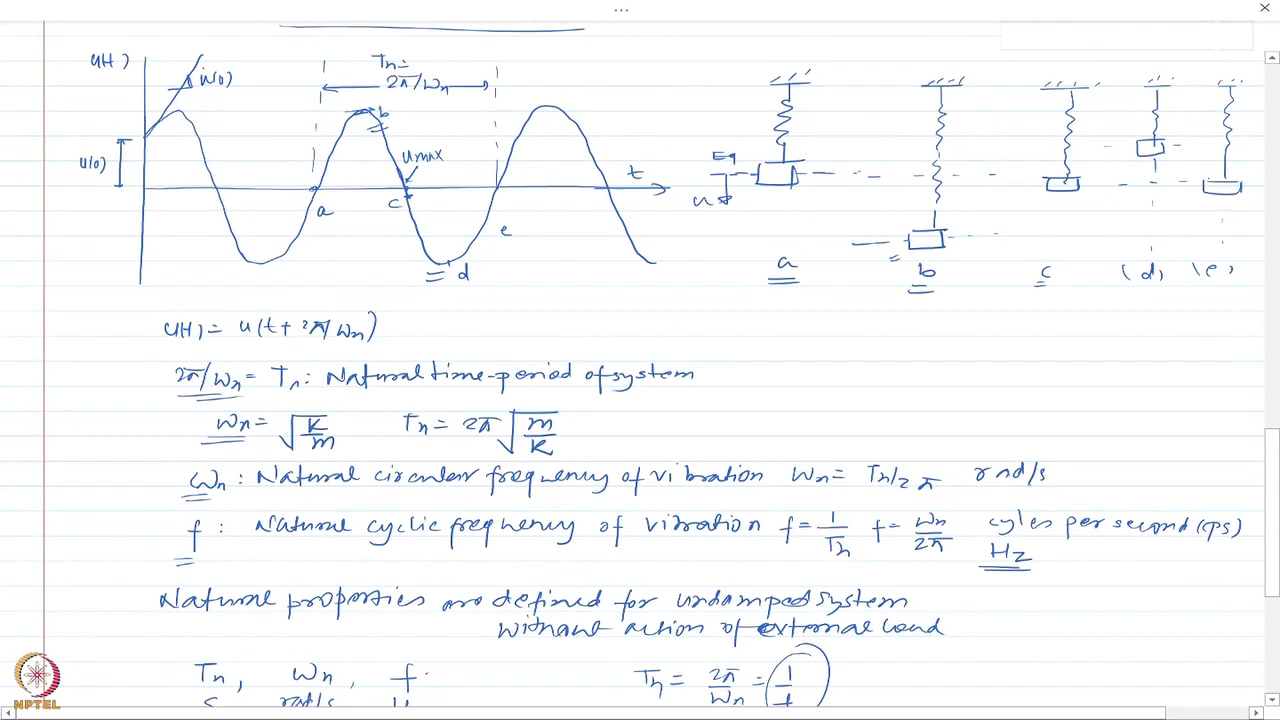 u(t)
u̇(0)
Tn=
2π/ωn
b
u(0)
umax
t
a
c
e
d
Eq
u
a
b
c
(d)
(e)
u(t) = u(t + 2π/ωn)
2π/ωn = Tn : Natural time-period of system
ωn = √(k/m) Tn = 2π √(m/k)
ωn : Natural circular frequency of vibration ωn = Tn/2π rad/s
f : Natural cyclic frequency of vibration f = 1/Tn f = ωn/2π cyles per second (cps)
Hz
Natural properties are defined for undamped system
without action of external load
Tn, ωn, f Tn = 2π/ωn = 1/f
s rad/s
NPTEL